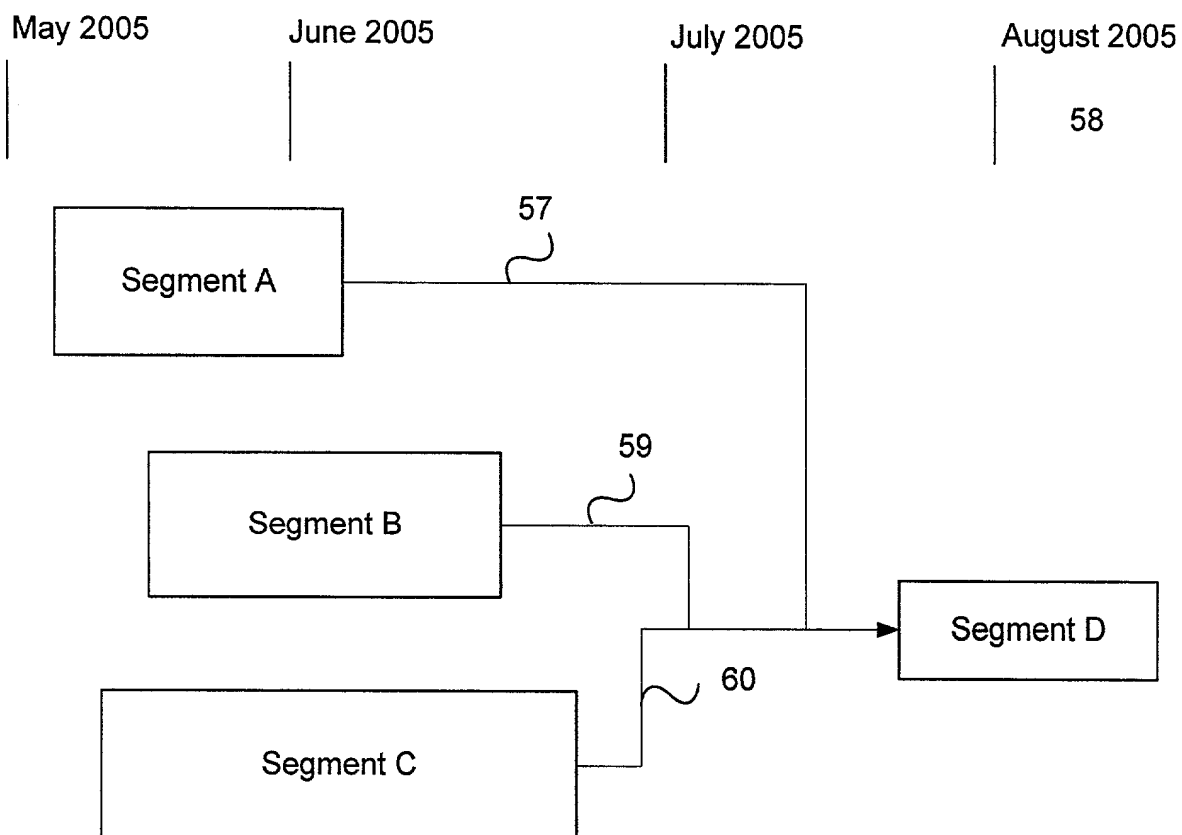 May 2005
June 2005
July 2005
August 2005
58
57
Segment A
59
Segment B
Segment D
60
Segment C